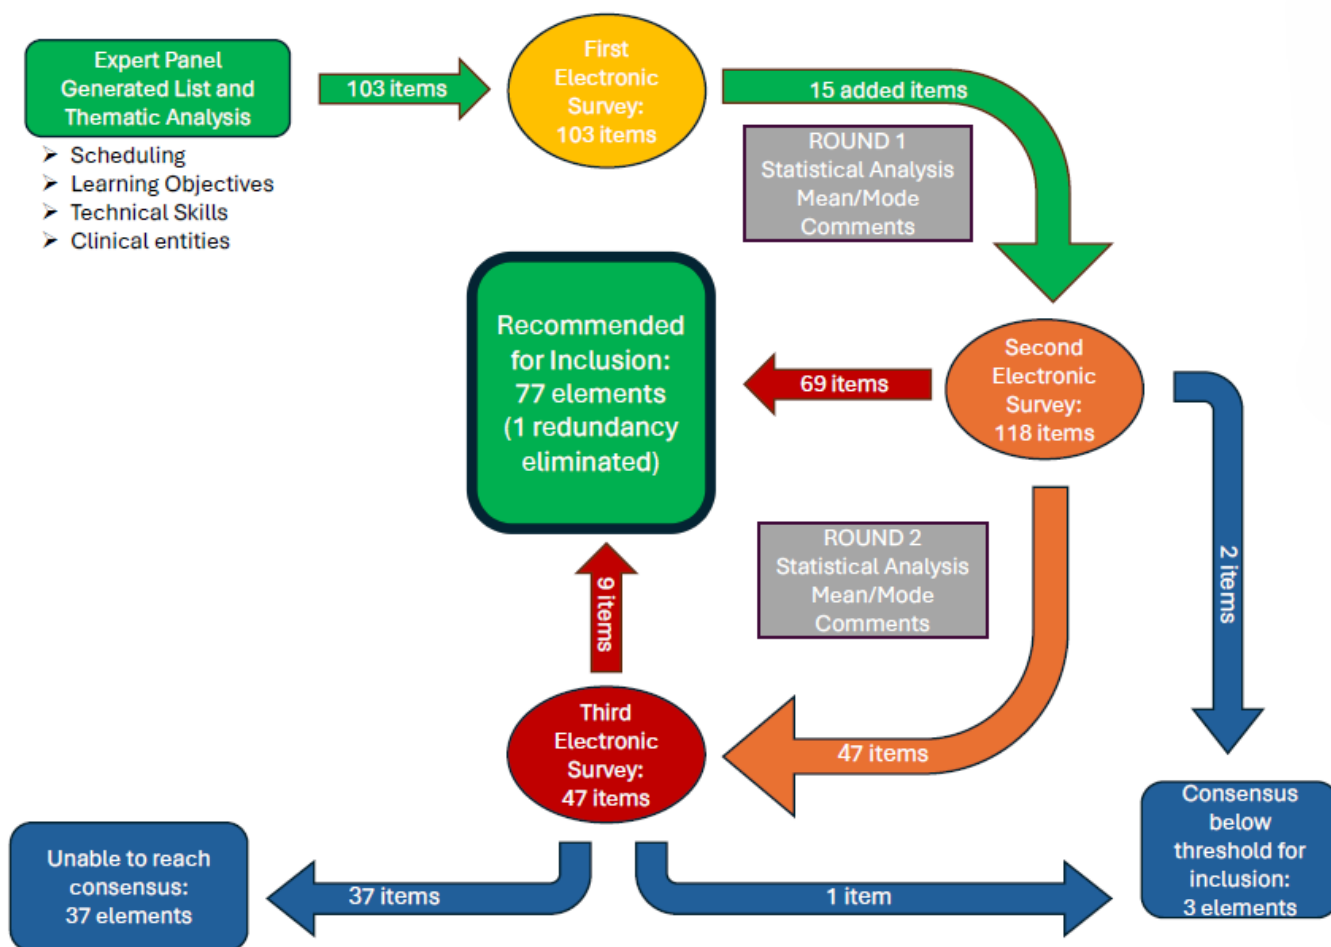 Expert Panel
Generated List and
Thematic Analysis
➢ Scheduling
➢ Learning Objectives
➢ Technical Skills
➢ Clinical entities
103 items
First
Electronic
Survey:
103 items
15 added items
ROUND 1
Statistical Analysis
Mean/Mode
Comments
Second
Electronic
Survey:
118 items
69 items
Recommended
for Inclusion:
77 elements
(1 redundancy
eliminated)
2 items
ROUND 2
Statistical Analysis
Mean/Mode
Comments
47 items
9 items
Third
Electronic
Survey:
47 items
Consensus
below
threshold for
inclusion:
3 elements
Unable to reach
consensus:
37 elements
37 items
1 item